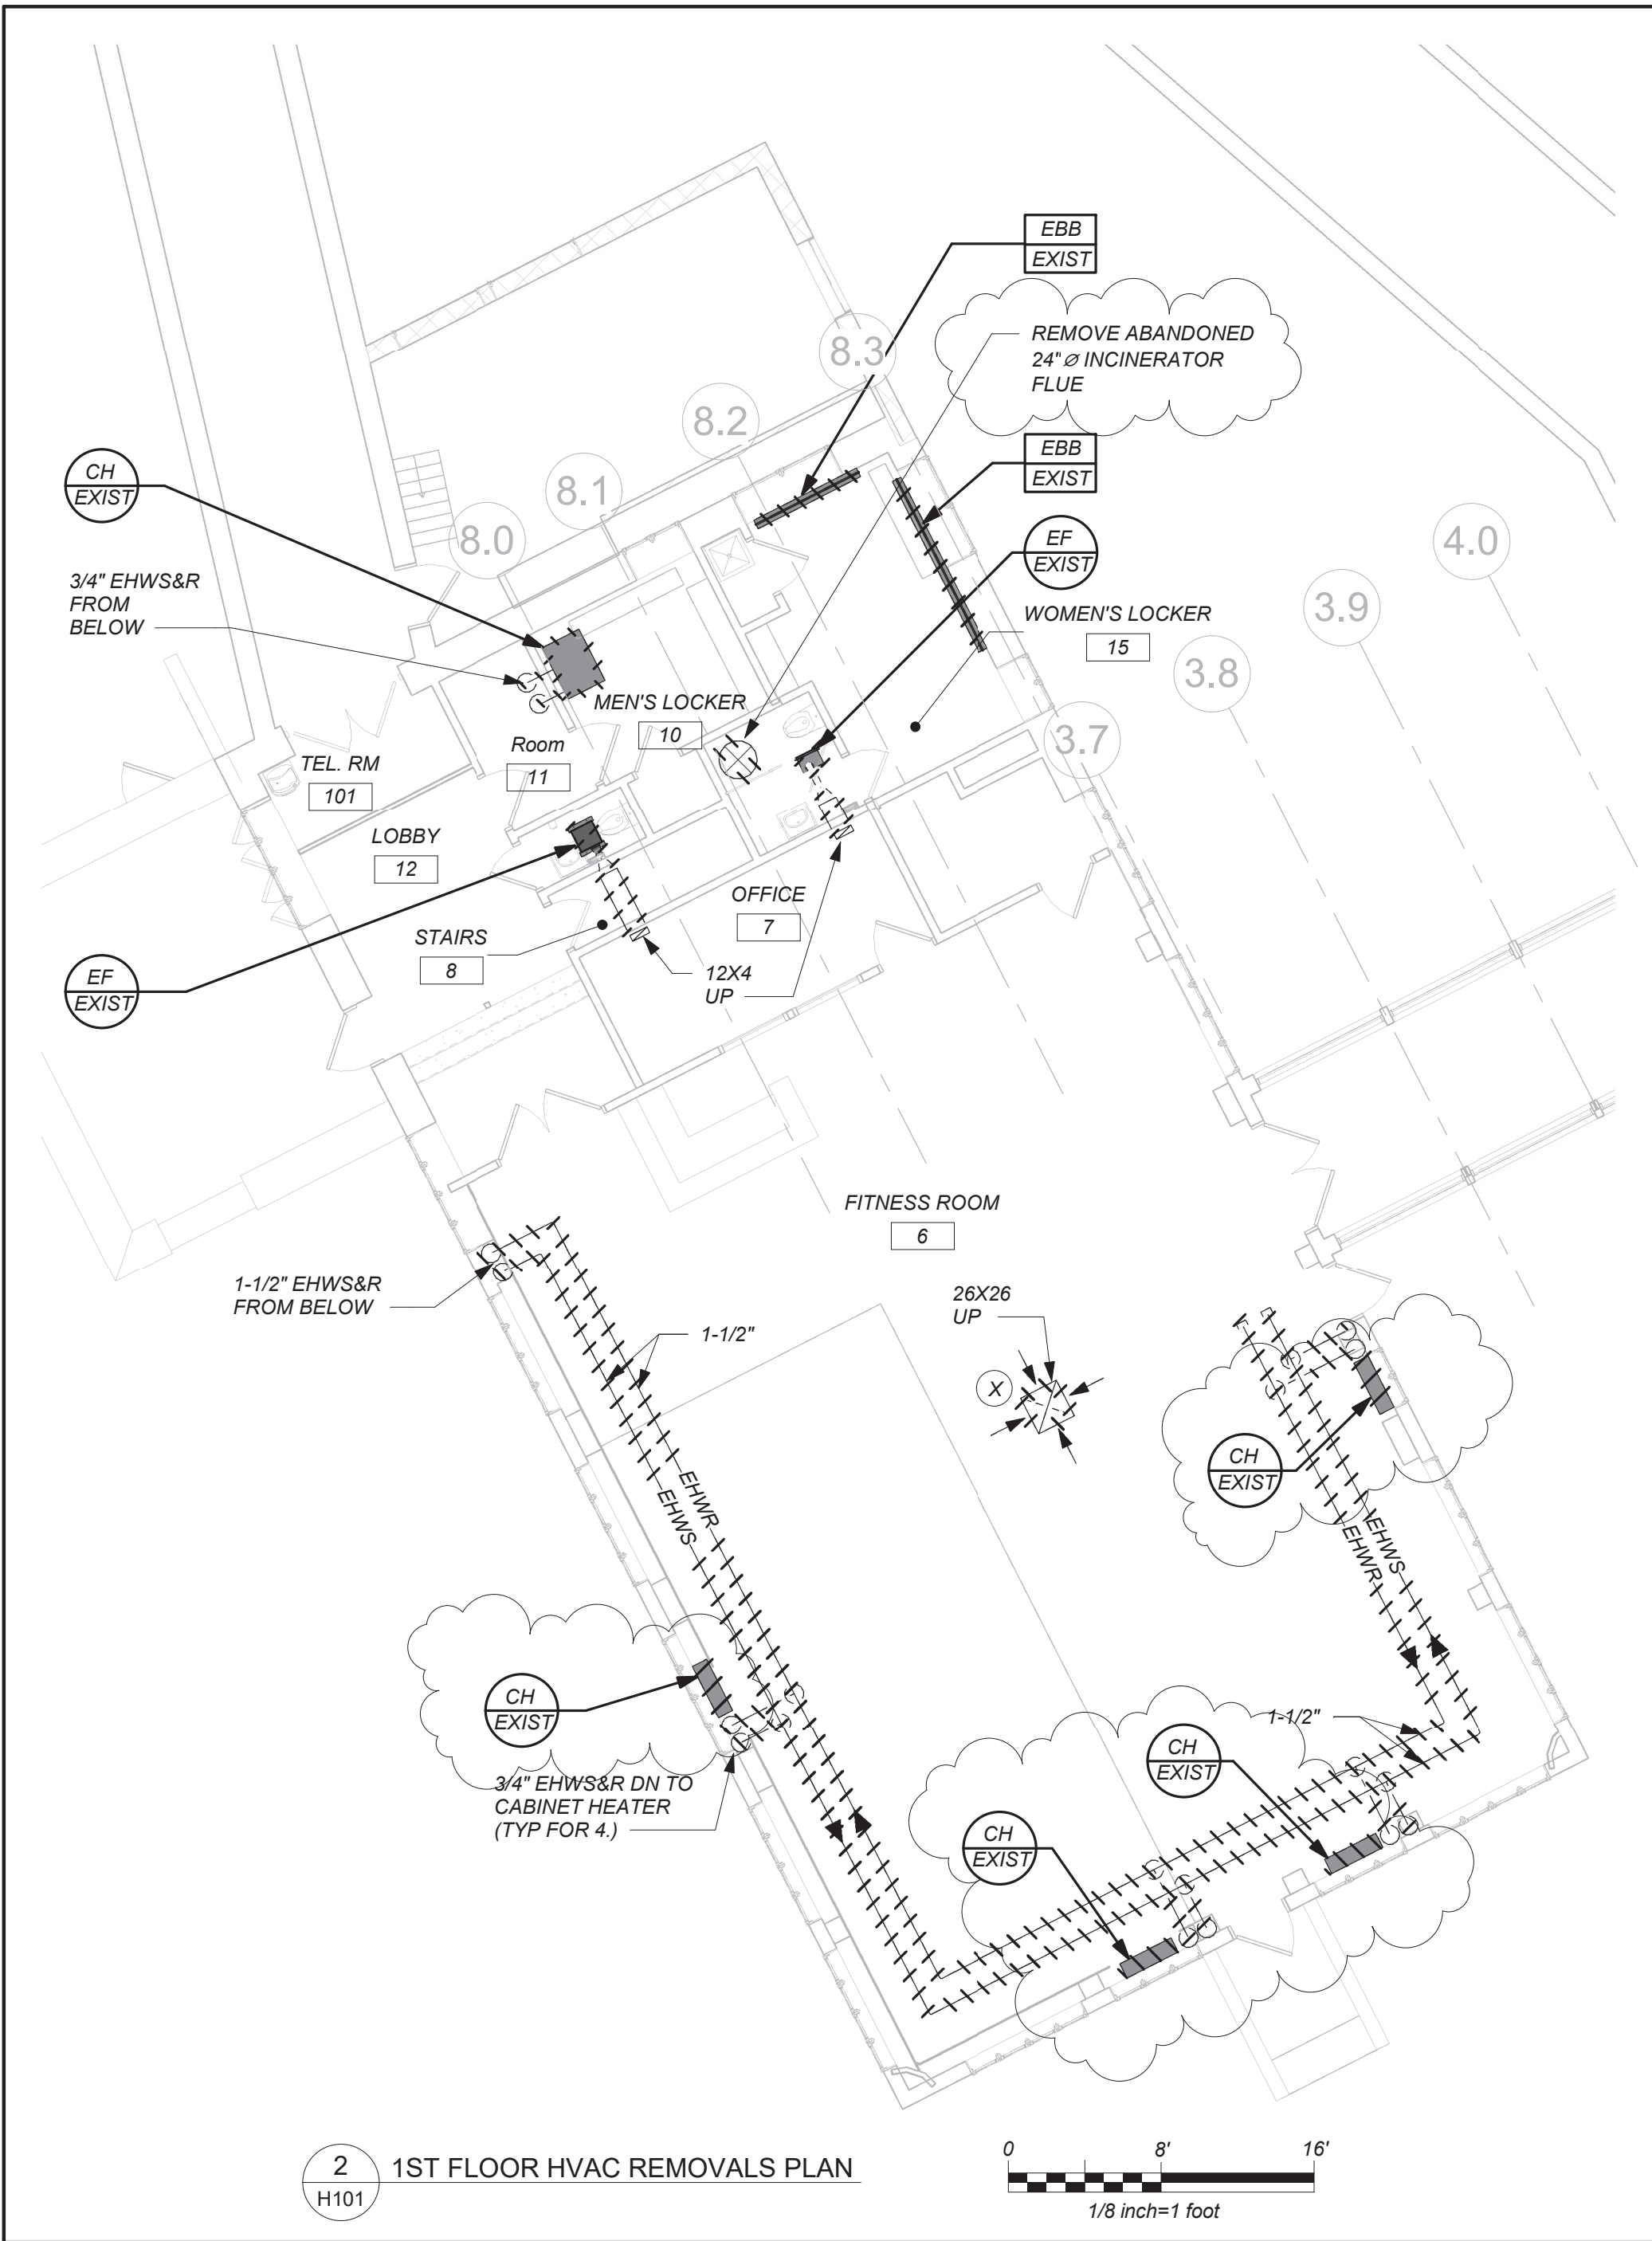 EBB
EXIST
REMOVE ABANDONED
24"Ø INCINERATOR
FLUE
8.3
8.2
EBB
EXIST
CH
EXIST
8.1
8.0
EF
EXIST
4.0
3/4" EHWS&R
FROM
BELOW
WOMEN'S LOCKER
15
3.9
3.8
MEN'S LOCKER
10
3.7
Room
11
TEL. RM
101
LOBBY
12
OFFICE
7
STAIRS
8
12X4
UP
EF
EXIST
FITNESS ROOM
6
1-1/2" EHWS&R
FROM BELOW
26X26
UP
1-1/2"
X
CH
EXIST
EHWR
EHWS
EHWS
EHWR
CH
EXIST
1-1/2"
CH
EXIST
3/4" EHWS&R DN TO
CABINET HEATER
(TYP FOR 4.)
CH
EXIST
2
H101
1ST FLOOR HVAC REMOVALS PLAN
0 8' 16'
1/8 inch=1 foot